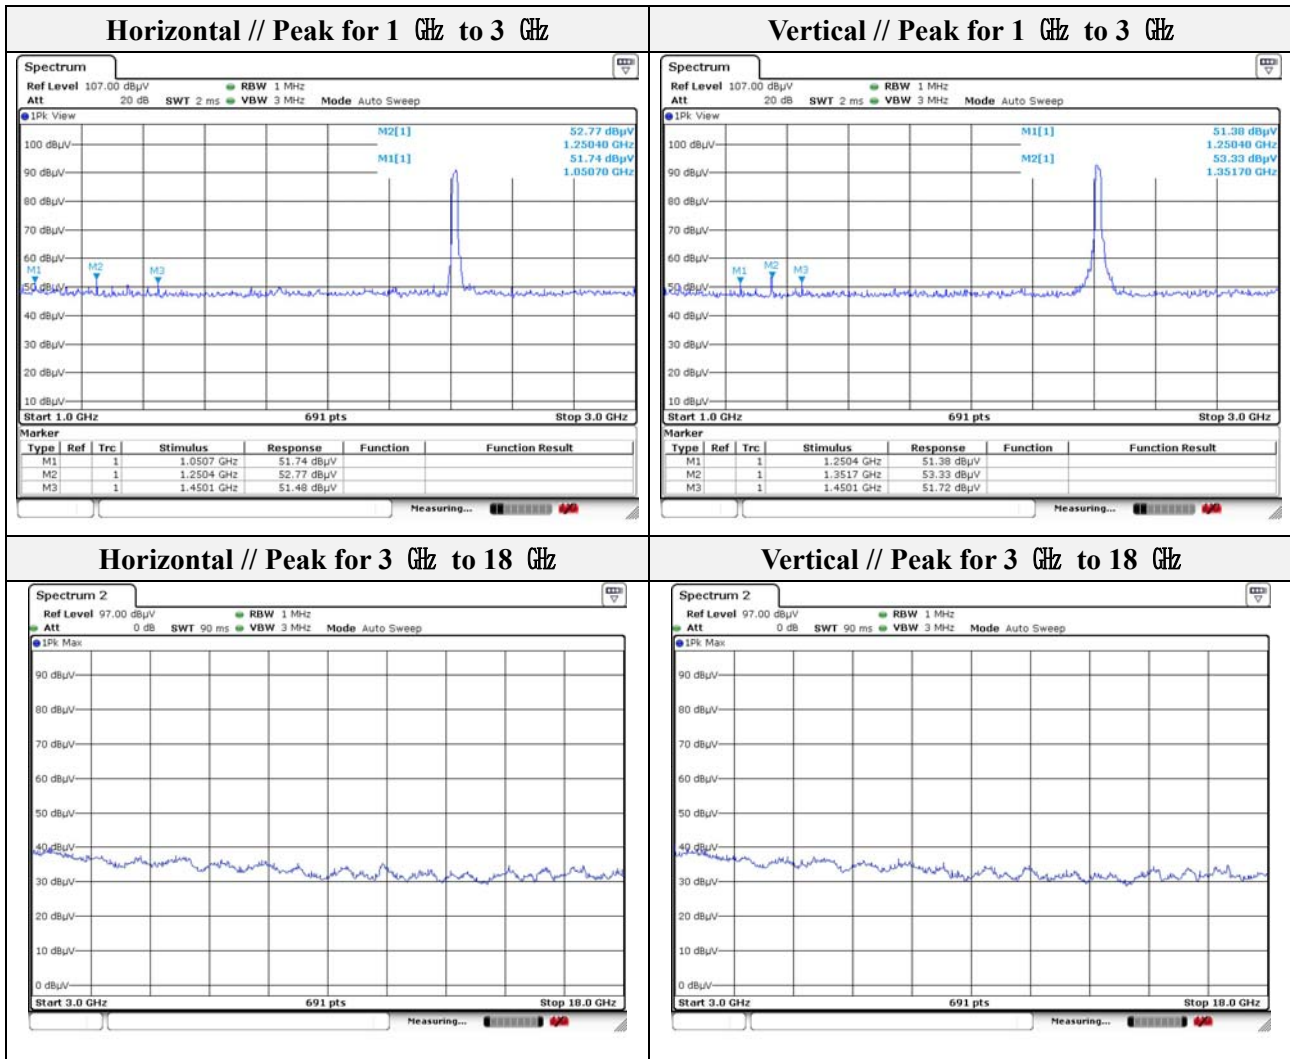 Horizontal // Peak for 1 ㎓ to 3 ㎓
Spectrum
Ref Level 107.00 dBµV RBW 1 MHz
Att 20 dB SWT 2 ms VBW 3 MHz Mode Auto Sweep
1Pk View
M2[1] 52.77 dBµV
1.25040 GHz
M1[1] 51.74 dBµV
1.05070 GHz
100 dBµV
90 dBµV
80 dBµV
70 dBµV
60 dBµV
M1 M2 M3
50 dBµV
40 dBµV
30 dBµV
20 dBµV
10 dBµV
Start 1.0 GHz 691 pts Stop 3.0 GHz
Marker
Type Ref Trc Stimulus Response Function Function Result
M1 1 1.0507 GHz 51.74 dBµV
M2 1 1.2504 GHz 52.77 dBµV
M3 1 1.4501 GHz 51.48 dBµV
Measuring...
Vertical // Peak for 1 ㎓ to 3 ㎓
Spectrum
Ref Level 107.00 dBµV RBW 1 MHz
Att 20 dB SWT 2 ms VBW 3 MHz Mode Auto Sweep
1Pk View
M1[1] 51.38 dBµV
1.25040 GHz
M2[1] 53.33 dBµV
1.35170 GHz
100 dBµV
90 dBµV
80 dBµV
70 dBµV
60 dBµV
M1 M2 M3
50 dBµV
40 dBµV
30 dBµV
20 dBµV
10 dBµV
Start 1.0 GHz 691 pts Stop 3.0 GHz
Marker
Type Ref Trc Stimulus Response Function Function Result
M1 1 1.2504 GHz 51.38 dBµV
M2 1 1.3517 GHz 53.33 dBµV
M3 1 1.4501 GHz 51.72 dBµV
Measuring...
Horizontal // Peak for 3 ㎓ to 18 ㎓
Spectrum 2
Ref Level 97.00 dBµV RBW 1 MHz
Att 0 dB SWT 90 ms VBW 3 MHz Mode Auto Sweep
1Pk Max
90 dBµV
80 dBµV
70 dBµV
60 dBµV
50 dBµV
40 dBµV
30 dBµV
20 dBµV
10 dBµV
0 dBµV
Start 3.0 GHz 691 pts Stop 18.0 GHz
Measuring...
Vertical // Peak for 3 ㎓ to 18 ㎓
Spectrum 2
Ref Level 97.00 dBµV RBW 1 MHz
Att 0 dB SWT 90 ms VBW 3 MHz Mode Auto Sweep
1Pk Max
90 dBµV
80 dBµV
70 dBµV
60 dBµV
50 dBµV
40 dBµV
30 dBµV
20 dBµV
10 dBµV
0 dBµV
Start 3.0 GHz 691 pts Stop 18.0 GHz
Measuring...